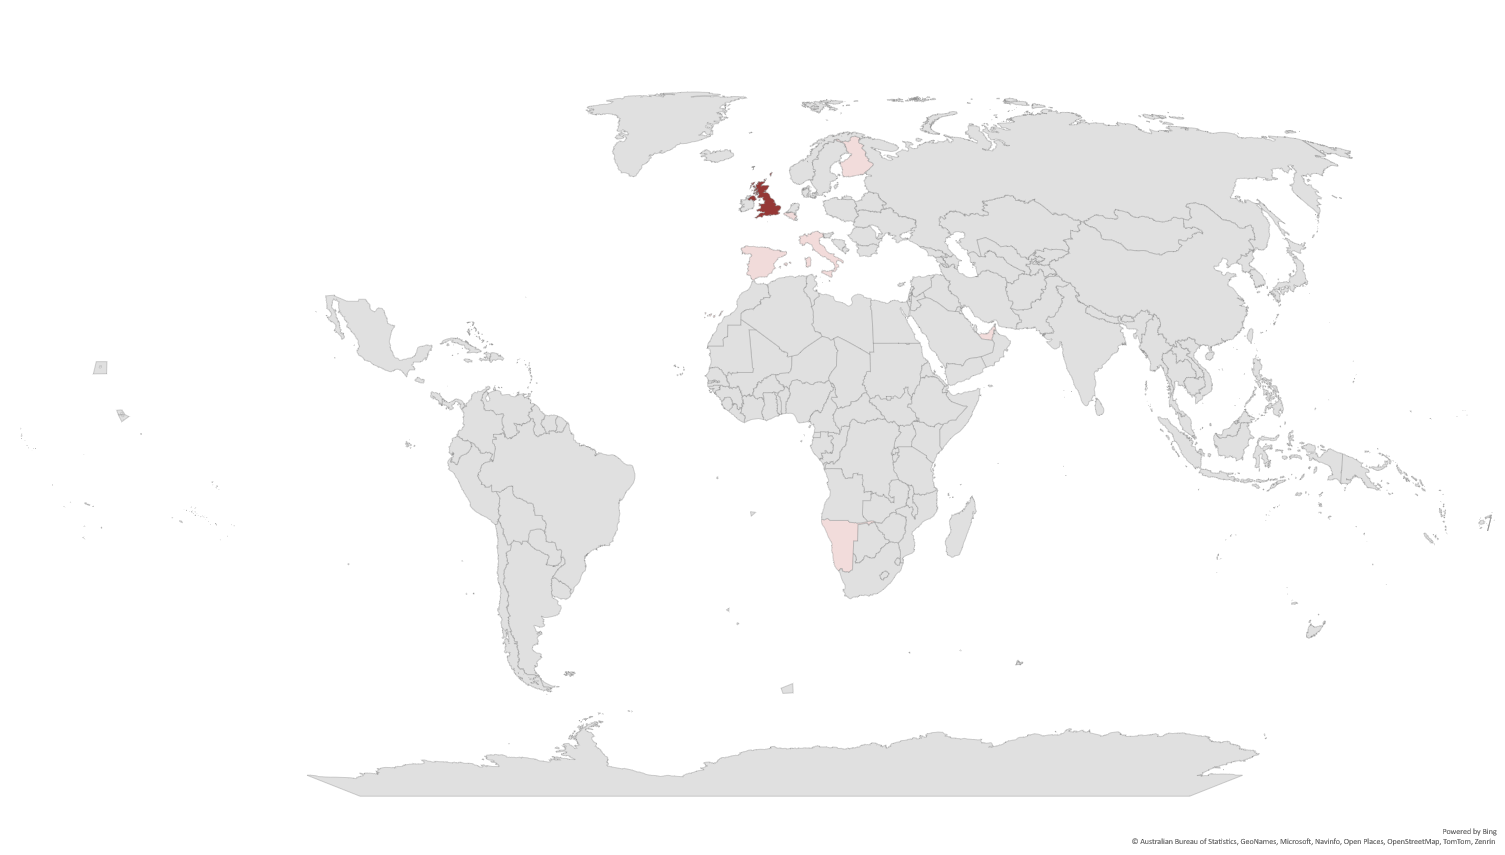 Powered by Bing
© Australian Bureau of Statistics, GeoNames, Microsoft, Navinfo, Open Places, OpenStreetMap, TomTom, Zenrin